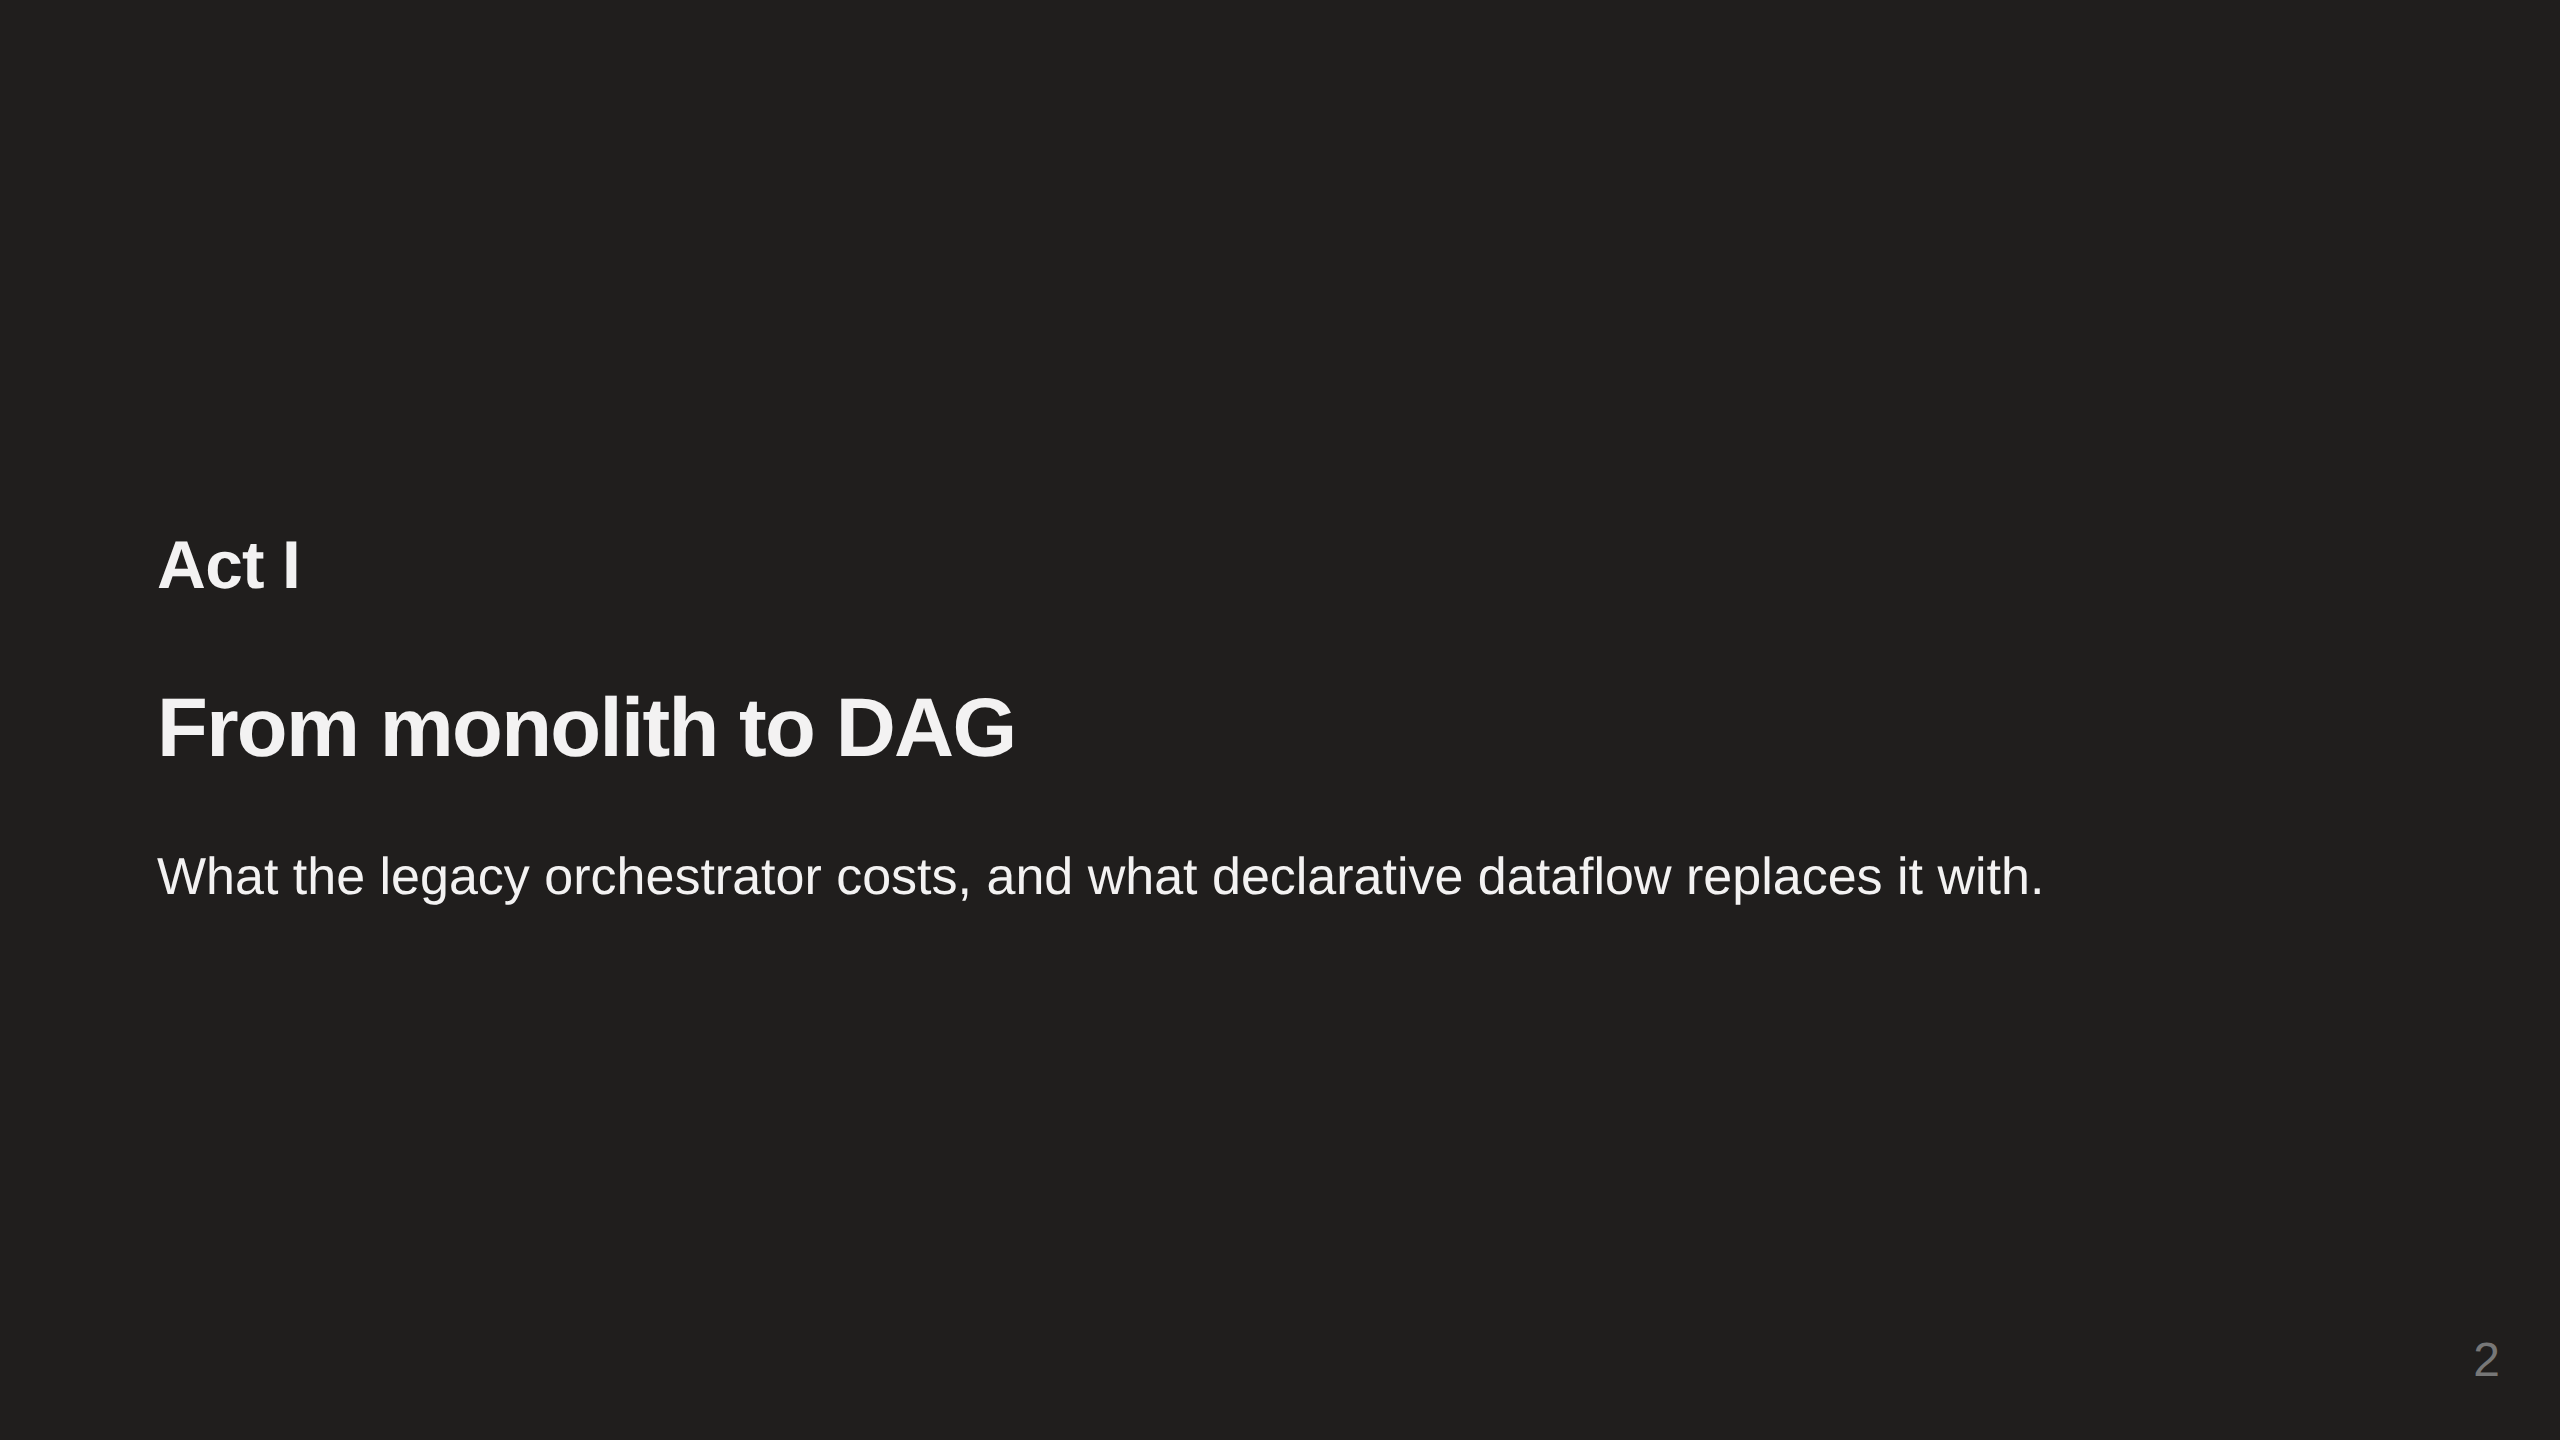 Act I
From monolith to DAG
What the legacy orchestrator costs, and what declarative dataflow replaces it with.
2